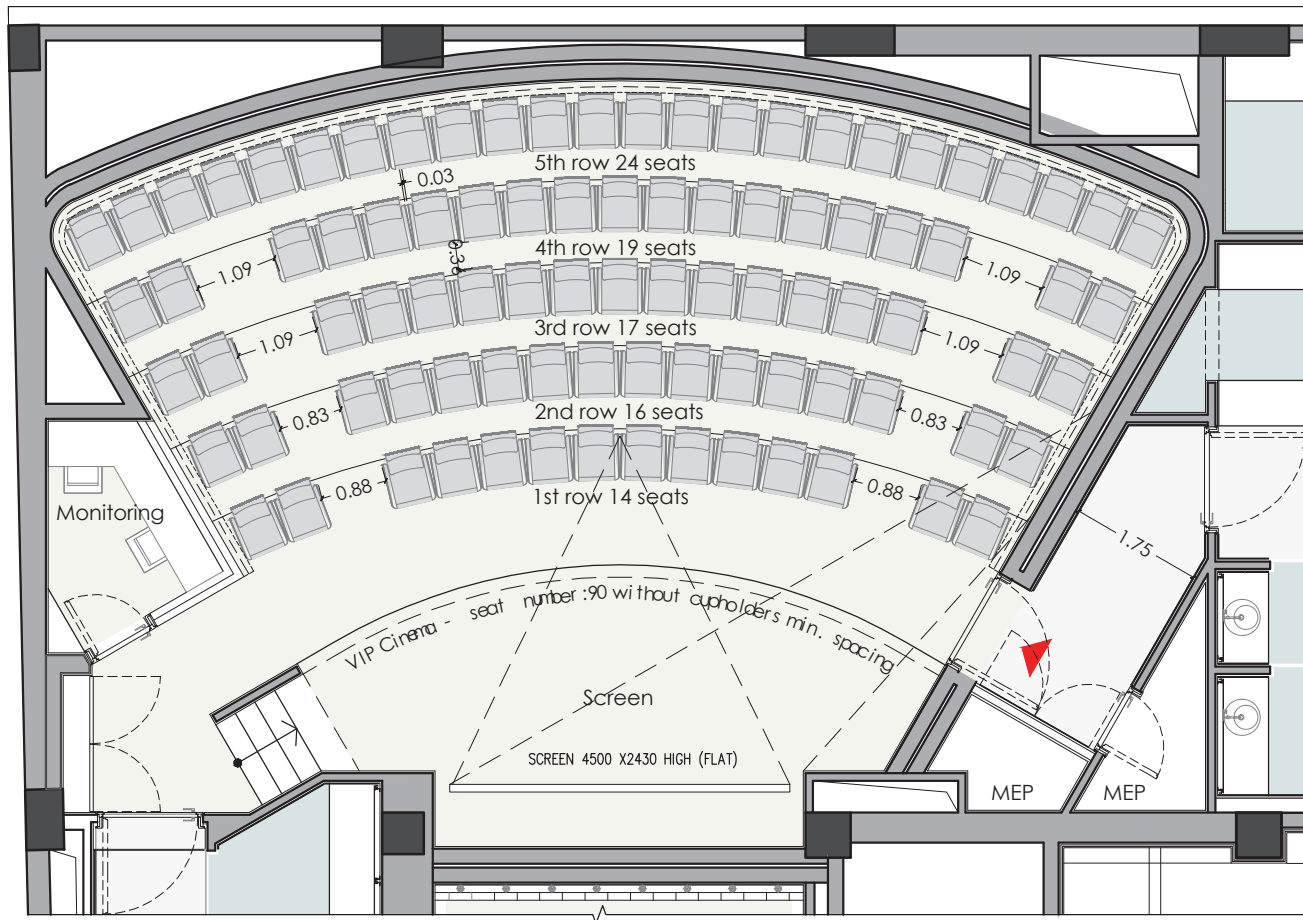 5th row 24 seats
0.03
4th row 19 seats
0.36
1.09
1.09
3rd row 17 seats
1.09
1.09
2nd row 16 seats
0.83
0.83
1st row 14 seats
0.88
0.88
Monitoring
1.75
VIP Cinema - seat number :90 without cupholders min. spacing
Screen
SCREEN 4500 X2430 HIGH (FLAT)
MEP
MEP